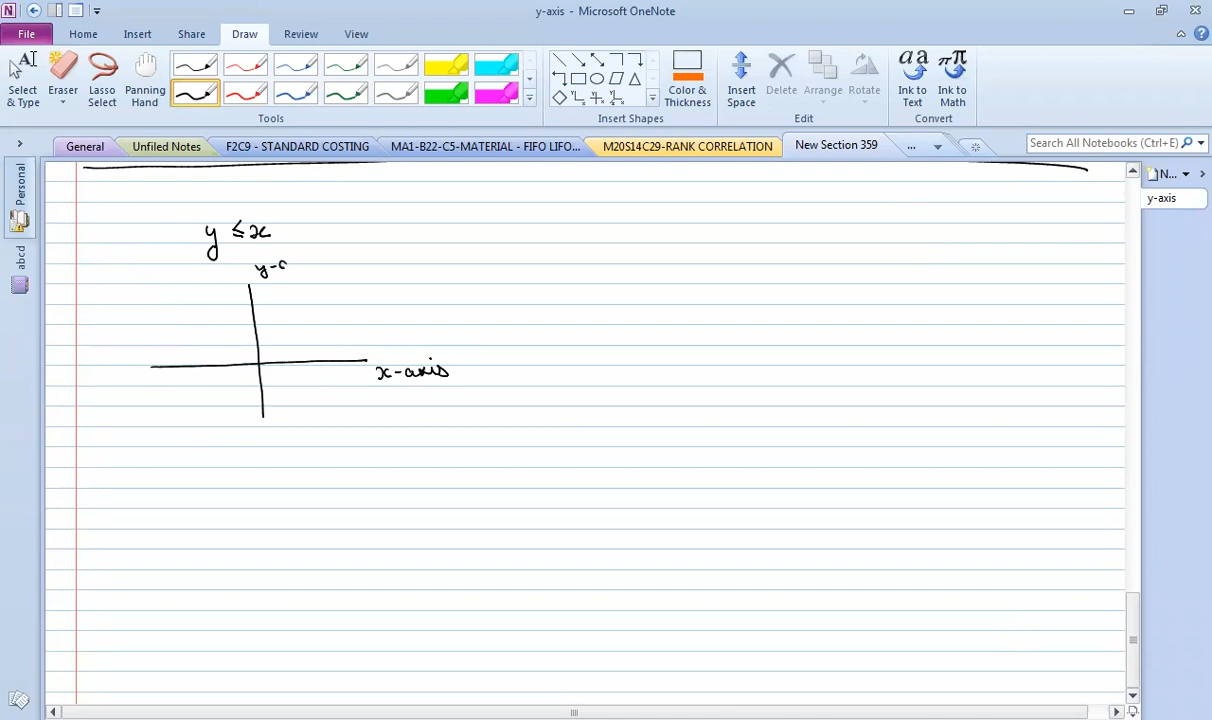 y-axis - Microsoft OneNote
File Home Insert Share Draw Review View
Select & Type
Eraser
Lasso Select
Panning Hand
Color & Thickness
Insert Space
Delete
Arrange
Rotate
Ink to Text
Ink to Math
Tools
Insert Shapes
Edit
Convert
General
Unfiled Notes
F2C9 - STANDARD COSTING
MA1-B22-C5-MATERIAL - FIFO LIFO...
M20S14C29-RANK CORRELATION
New Section 359
...
Search All Notebooks (Ctrl+E)
N...
y-axis
Personal
abcd
y ≤ x
y-a
x-axis